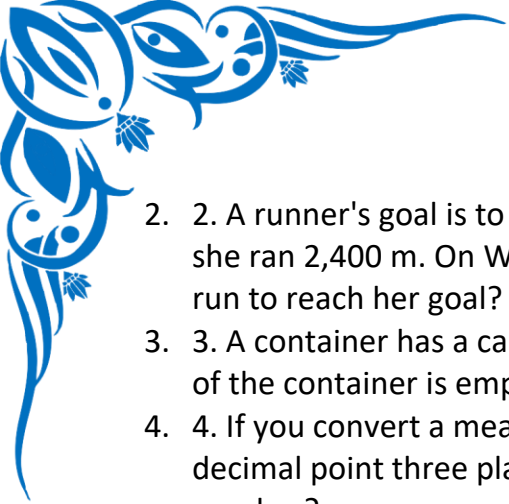 2. 2. A runner's goal is to
she ran 2,400 m. On W
run to reach her goal?
3. 3. A container has a ca
of the container is emp
4. 4. If you convert a mea
decimal point three pla